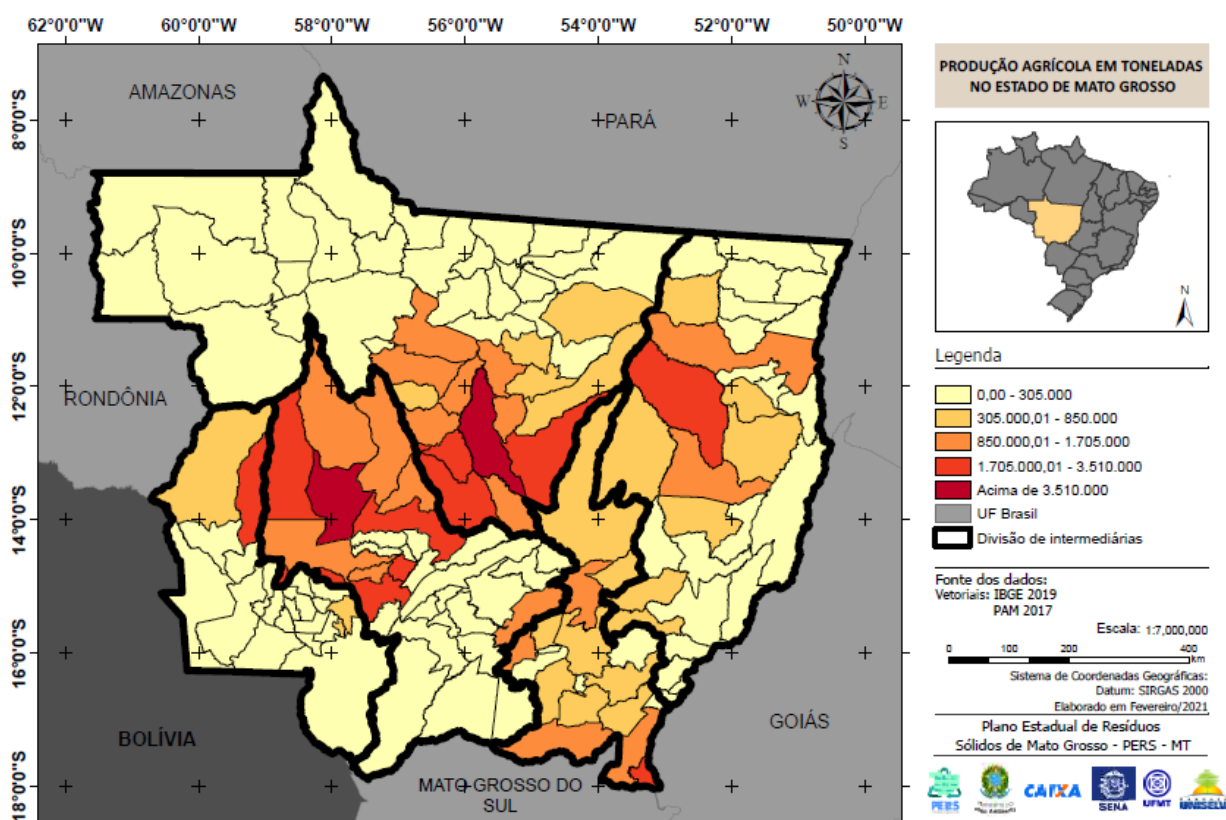 62°0'0"W 60°0'0"W 58°0'0"W 56°0'0"W 54°0'0"W 52°0'0"W 50°0'0"W
8°0'0"S
10°0'0"S
12°0'0"S
14°0'0"S
16°0'0"S
18°0'0"S
AMAZONAS
PARÁ
N
W E
S
RONDÔNIA
BOLÍVIA
GOIÁS
MATO GROSSO DO
SUL
PRODUÇÃO AGRÍCOLA EM TONELADAS
NO ESTADO DE MATO GROSSO
N
Legenda
0,00 - 305.000
305.000,01 - 850.000
850.000,01 - 1.705.000
1.705.000,01 - 3.510.000
Acima de 3.510.000
UF Brasil
Divisão de intermediárias
Fonte dos dados:
Vetoriais: IBGE 2019
PAM 2017
Escala: 1:7,000,000
0 100 200 400
km
Sistema de Coordenadas Geográficas:
Datum: SIRGAS 2000
Elaborado em Fevereiro/2021
Plano Estadual de Resíduos
Sólidos de Mato Grosso - PERS - MT
PERS
CAIXA
SENA
UFMT
UNISELVA